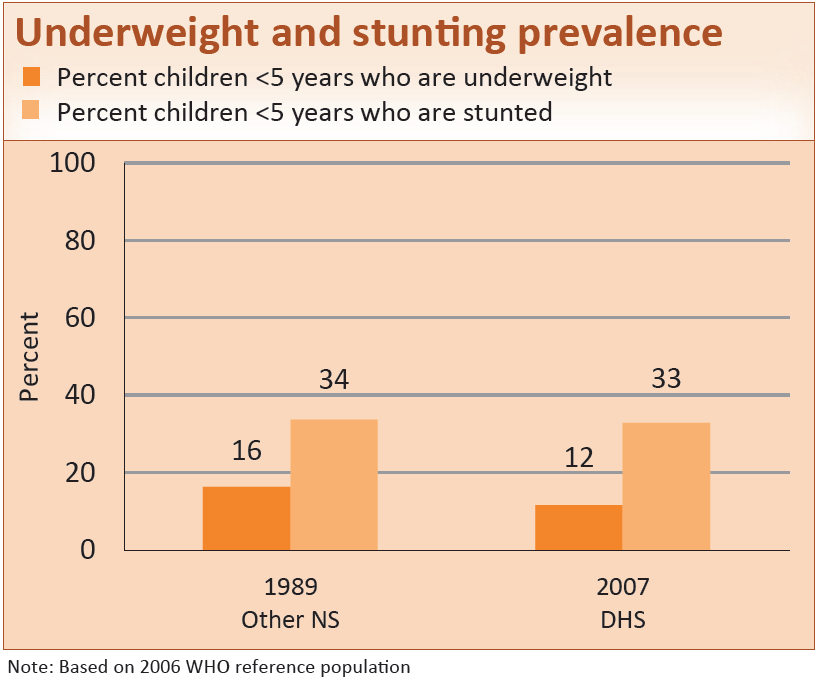 Underweight and stunting prevalence
Percent children <5 years who are underweight
Percent children <5 years who are stunted
100
80
60
40
20
0
Percent
34
33
16
12
1989
2007
Other NS
DHS
Note: Based on 2006 WHO reference population